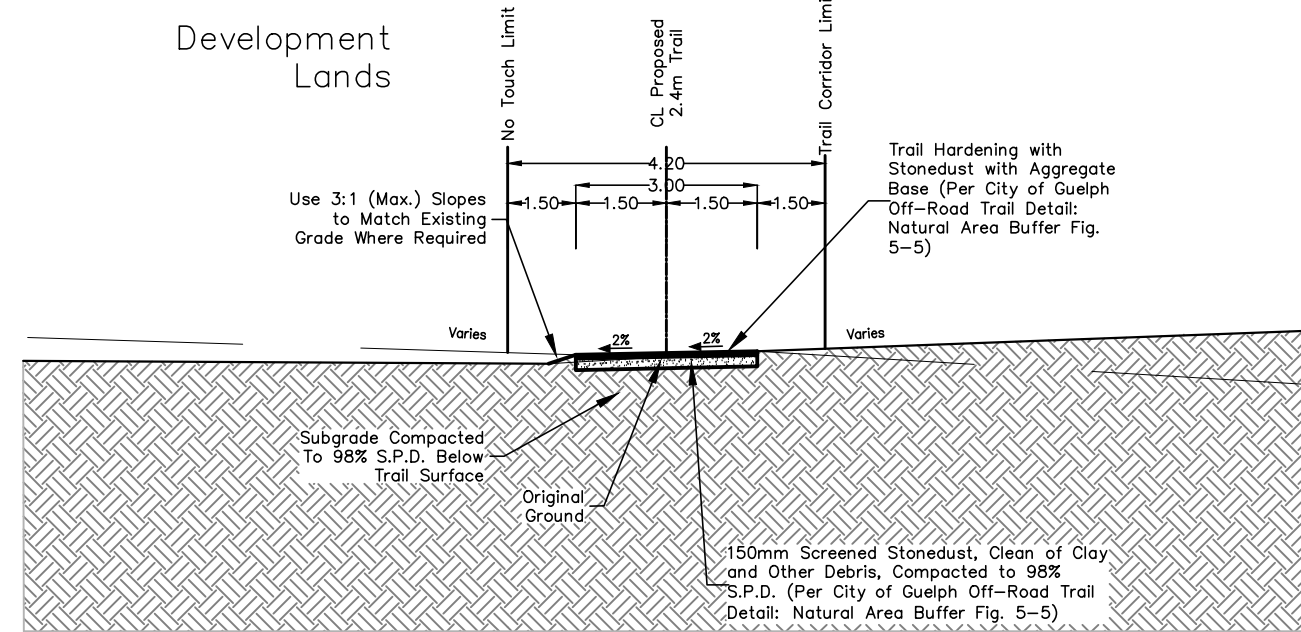 Development
Lands
No Touch Limit
CL Proposed
2.4m Trail
Trail Corridor Limi
4.20
3.00
1.50
1.50
1.50
1.50
Use 3:1 (Max.) Slopes
to Match Existing
Grade Where Required
Trail Hardening with
Stonedust with Aggregate
Base (Per City of Guelph
Off-Road Trail Detail:
Natural Area Buffer Fig.
5-5)
Varies
2%
2%
Varies
Subgrade Compacted
To 98% S.P.D. Below
Trail Surface
Original
Ground
150mm Screened Stonedust, Clean of Clay
and Other Debris, Compacted to 98%
S.P.D. (Per City of Guelph Off-Road Trail
Detail: Natural Area Buffer Fig. 5-5)